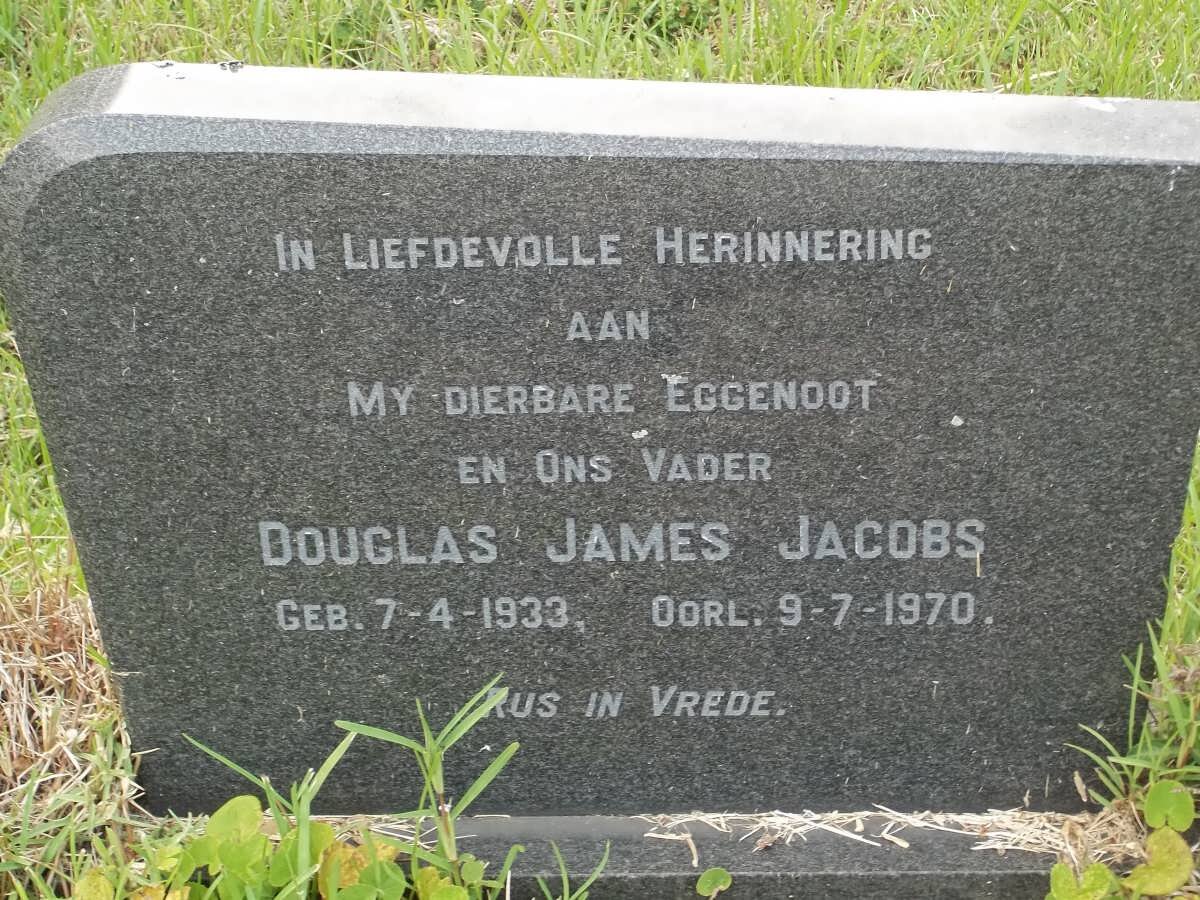 In Liefdevolle Herinnering
aan
My dierbare Eggenoot
en Ons Vader
Douglas James Jacobs
Geb. 7-4-1933, Oorl. 9-7-1970.
Rus in Vrede.